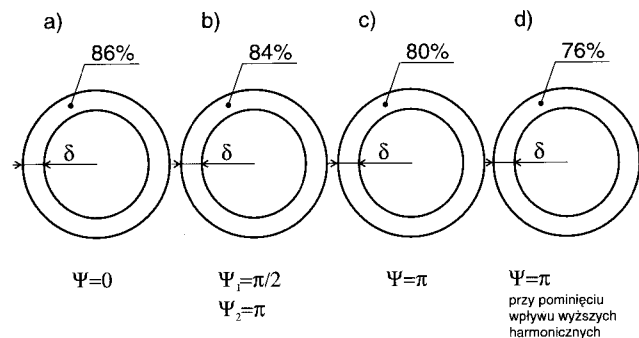 a) b) c) d)
86% 84% 80% 76%
δ δ δ δ
Ψ=0 Ψ₁=π/2 Ψ=π Ψ=π
Ψ₂=π przy pominięciu
wpływu wyższych
harmonicznych